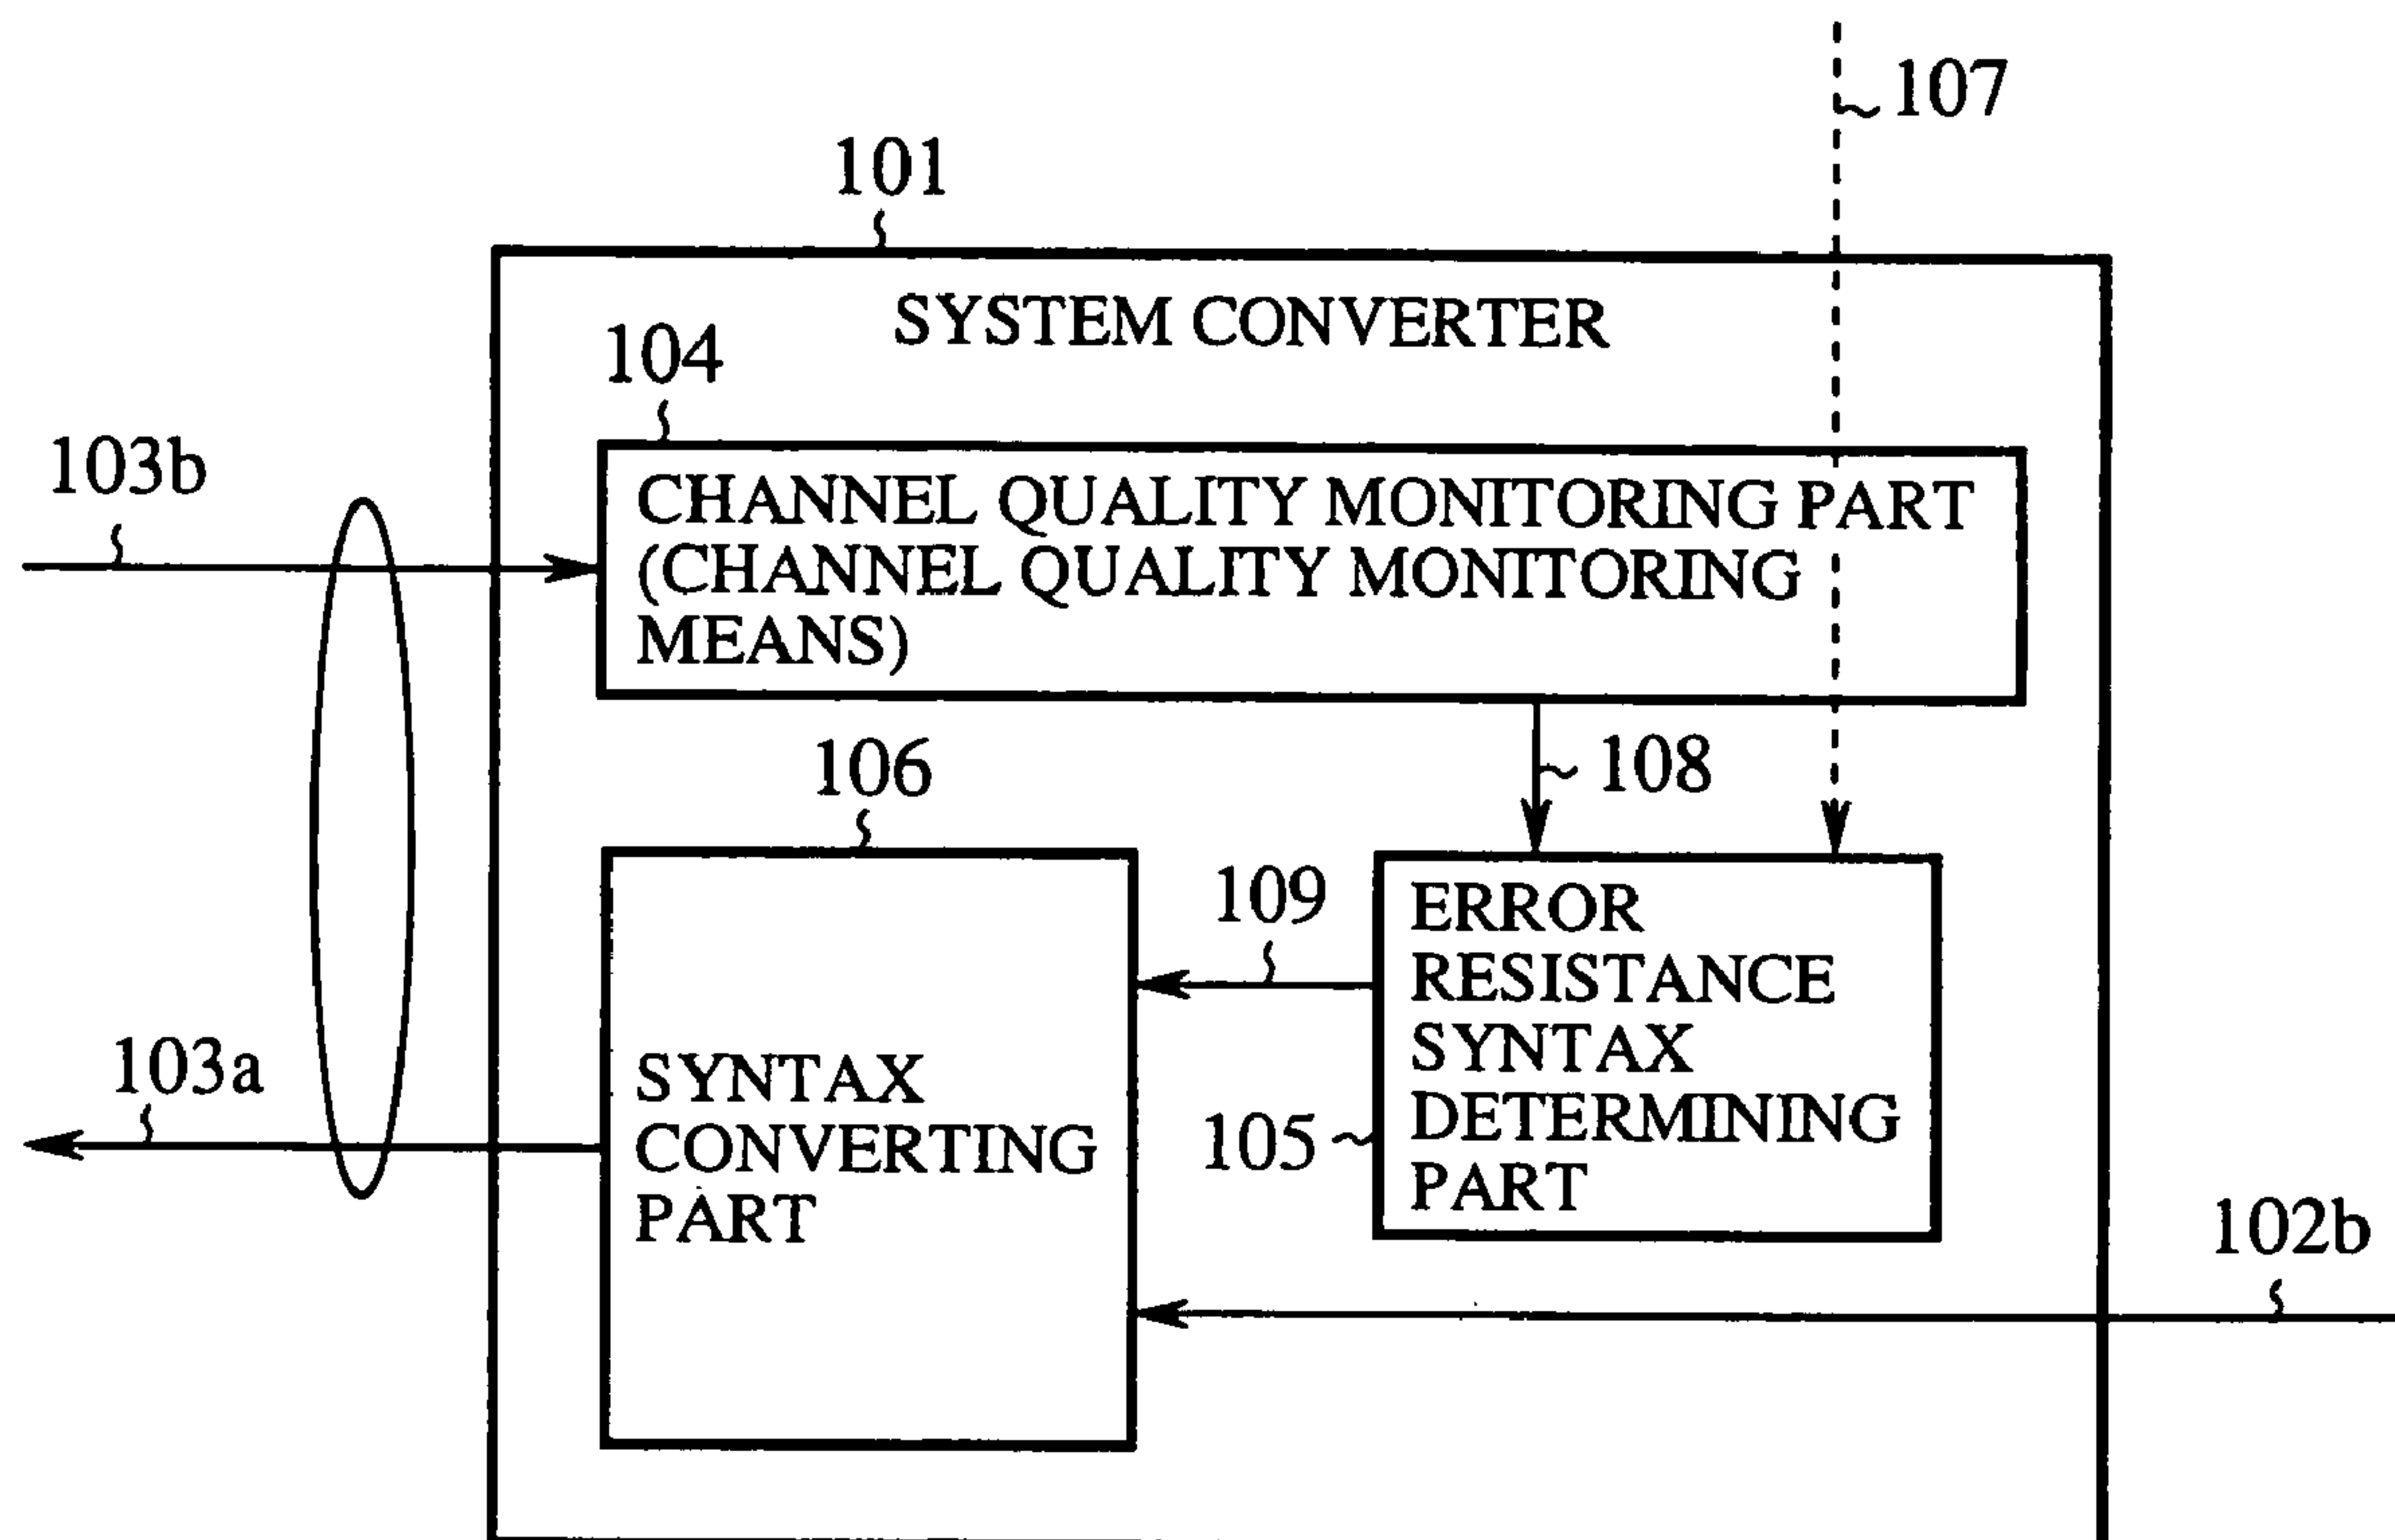 107
101
SYSTEM CONVERTER
104
103b
CHANNEL QUALITY MONITORING PART
(CHANNEL QUALITY MONITORING
MEANS)
108
106
109
ERROR
RESISTANCE
SYNTAX
DETERMINING
PART
103a
SYNTAX
CONVERTING
PART
105
102b